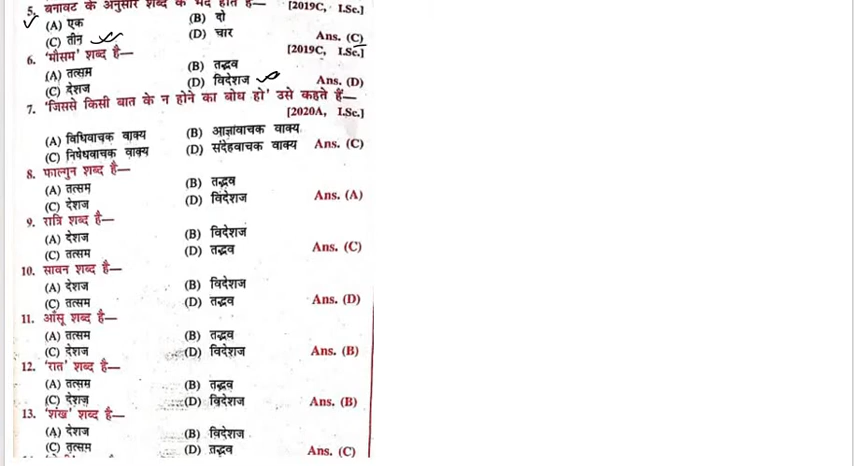 5. बनावट के अनुसार शब्द के भेद होते हैं— [2019C, I.Sc.]
(A) एक (B) दो
(C) तीन (D) चार Ans. (C)
6. 'मौसम' शब्द है— [2019C, I.Sc.]
(A) तत्सम (B) तद्भव
(C) देशज (D) विदेशज Ans. (D)
7. 'जिससे किसी बात के न होने का बोध हो' उसे कहते हैं—
[2020A, I.Sc.]
(A) विधिवाचक वाक्य (B) आज्ञावाचक वाक्य
(C) निषेधवाचक वाक्य (D) संदेहवाचक वाक्य Ans. (C)
8. फाल्गुन शब्द है—
(A) तत्सम (B) तद्भव
(C) देशज (D) विदेशज Ans. (A)
9. रात्रि शब्द है—
(A) देशज (B) विदेशज
(C) तत्सम (D) तद्भव Ans. (C)
10. सावन शब्द है—
(A) देशज (B) विदेशज
(C) तत्सम (D) तद्भव Ans. (D)
11. आँसू शब्द है—
(A) तत्सम (B) तद्भव
(C) देशज (D) विदेशज Ans. (B)
12. 'रात' शब्द है—
(A) तत्सम (B) तद्भव
(C) देशज (D) विदेशज Ans. (B)
13. 'शंख' शब्द है—
(A) देशज (B) विदेशज
(C) तत्सम (D) तद्भव Ans. (C)